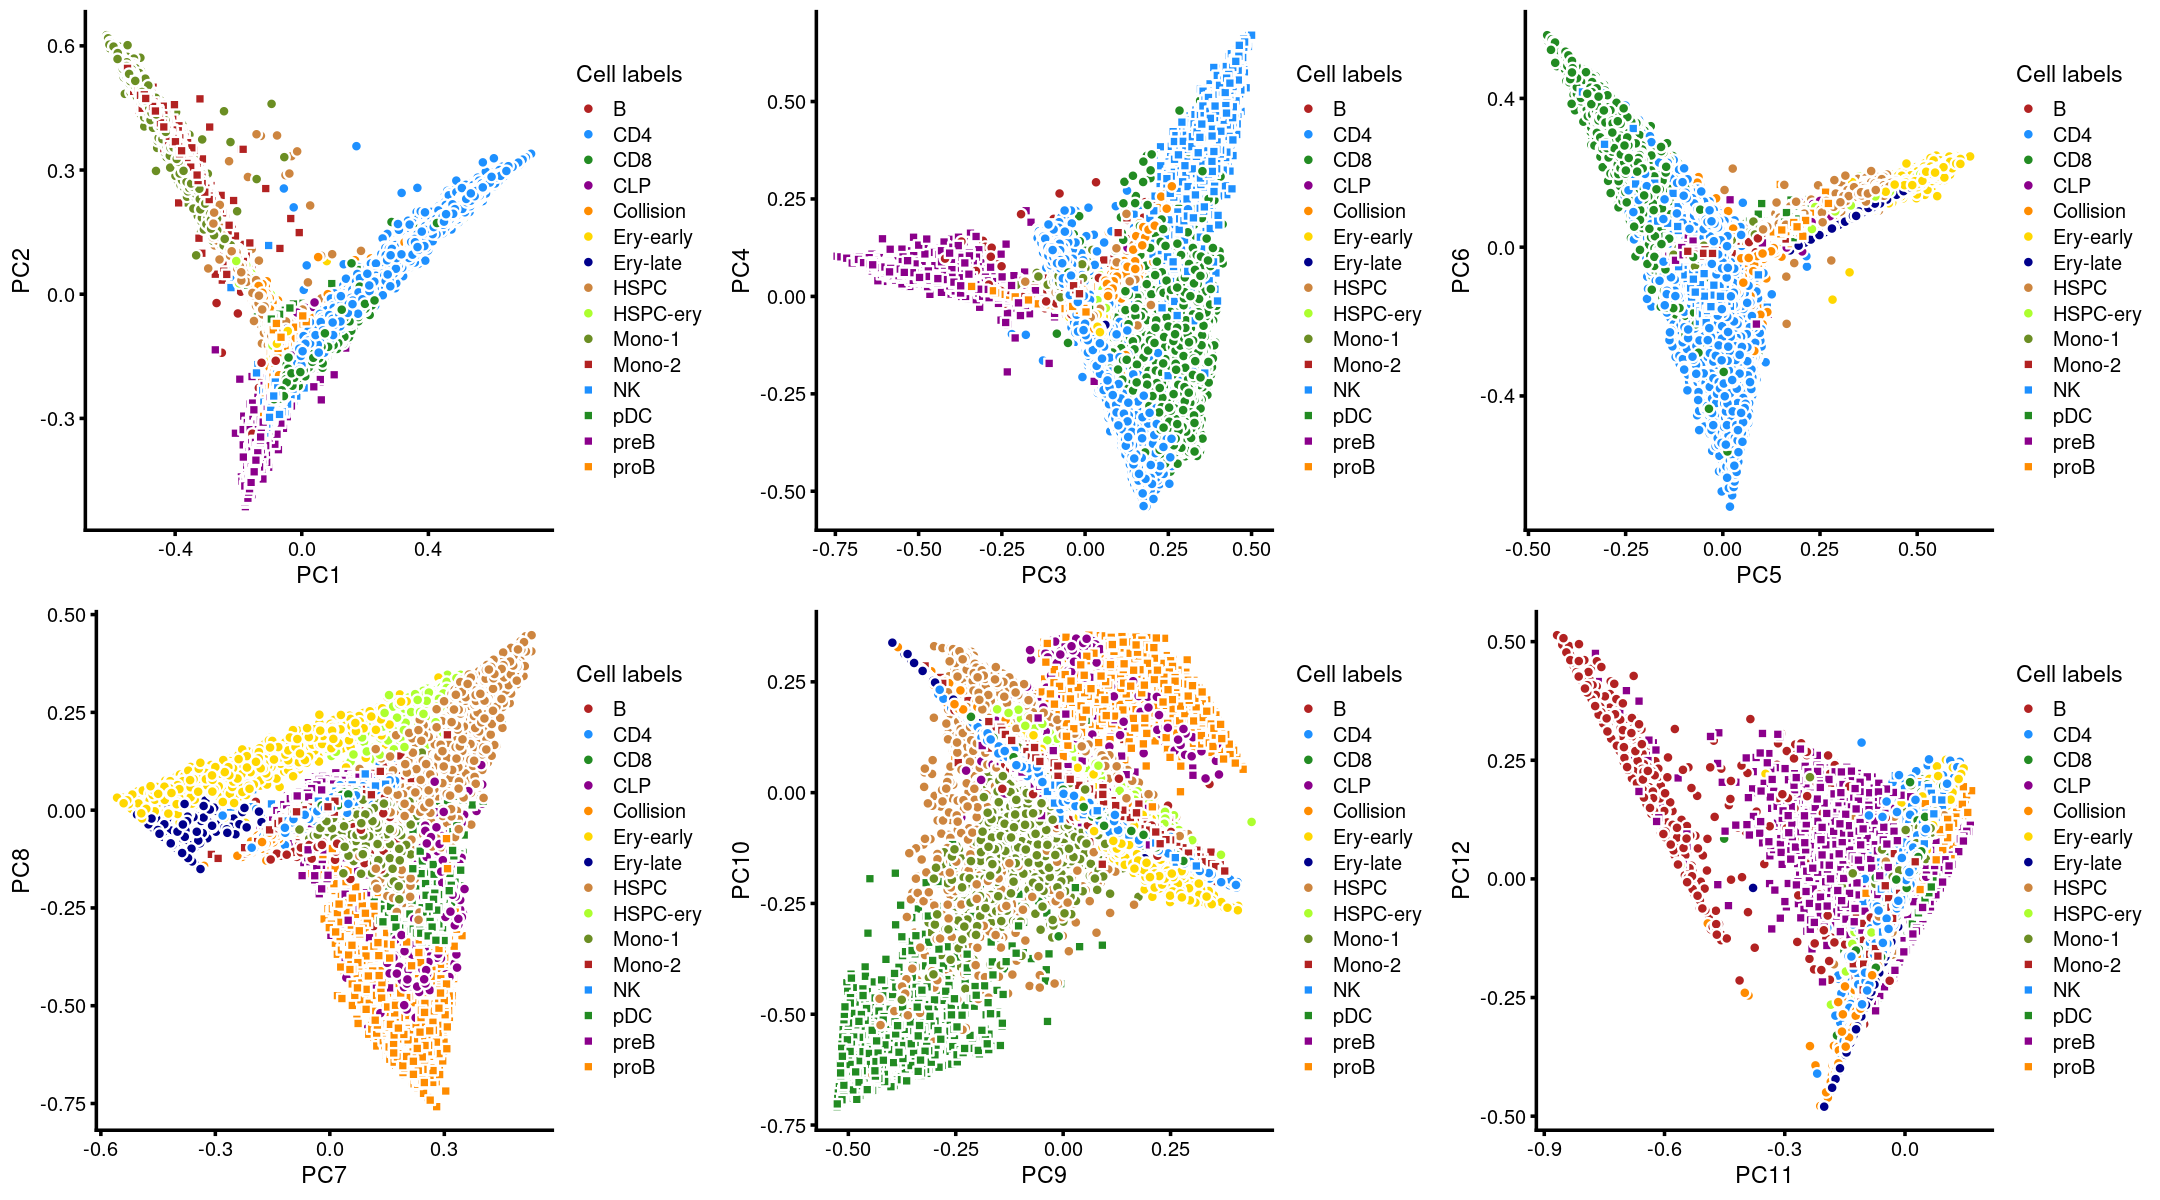 0.6
0.3
0.0
-0.3
PC2
-0.4 0.0 0.4
PC1
Cell labels
B
CD4
CD8
CLP
Collision
Ery-early
Ery-late
HSPC
HSPC-ery
Mono-1
Mono-2
NK
pDC
preB
proB
0.50
0.25
0.00
-0.25
-0.50
PC4
-0.75 -0.50 -0.25 0.00 0.25 0.50
PC3
Cell labels
B
CD4
CD8
CLP
Collision
Ery-early
Ery-late
HSPC
HSPC-ery
Mono-1
Mono-2
NK
pDC
preB
proB
0.4
0.0
-0.4
PC6
-0.50 -0.25 0.00 0.25 0.50
PC5
Cell labels
B
CD4
CD8
CLP
Collision
Ery-early
Ery-late
HSPC
HSPC-ery
Mono-1
Mono-2
NK
pDC
preB
proB
0.50
0.25
0.00
-0.25
-0.50
-0.75
PC8
-0.6 -0.3 0.0 0.3
PC7
Cell labels
B
CD4
CD8
CLP
Collision
Ery-early
Ery-late
HSPC
HSPC-ery
Mono-1
Mono-2
NK
pDC
preB
proB
0.25
0.00
-0.25
-0.50
-0.75
PC10
-0.50 -0.25 0.00 0.25
PC9
Cell labels
B
CD4
CD8
CLP
Collision
Ery-early
Ery-late
HSPC
HSPC-ery
Mono-1
Mono-2
NK
pDC
preB
proB
0.50
0.25
0.00
-0.25
-0.50
PC12
-0.9 -0.6 -0.3 0.0
PC11
Cell labels
B
CD4
CD8
CLP
Collision
Ery-early
Ery-late
HSPC
HSPC-ery
Mono-1
Mono-2
NK
pDC
preB
proB